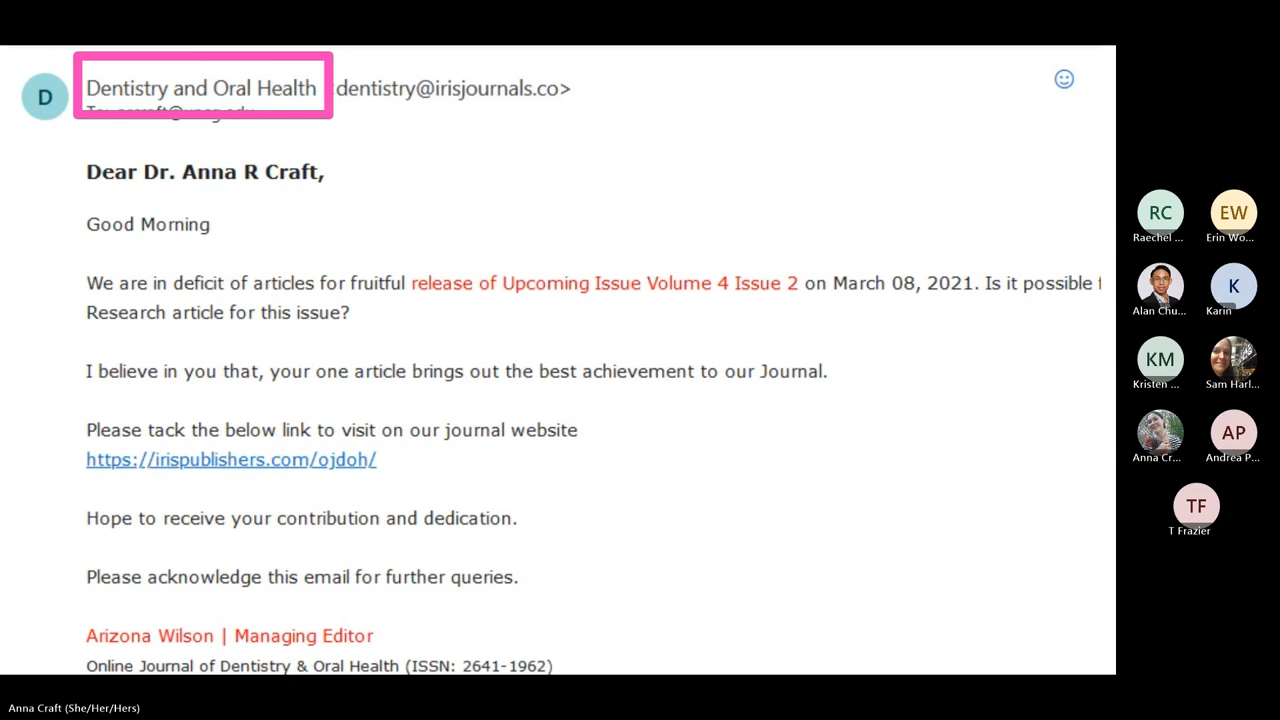 D
Dentistry and Oral Health dentistry@irisjournals.co>
Dear Dr. Anna R Craft,
Good Morning
We are in deficit of articles for fruitful release of Upcoming Issue Volume 4 Issue 2 on March 08, 2021. Is it possible
Research article for this issue?
I believe in you that, your one article brings out the best achievement to our Journal.
Please tack the below link to visit on our journal website
https://irispublishers.com/ojdoh/
Hope to receive your contribution and dedication.
Please acknowledge this email for further queries.
Arizona Wilson | Managing Editor
Online Journal of Dentistry & Oral Health (ISSN: 2641-1962)
RC EW
Raechel ... Erin Wo...
K
Alan Chu... Karin
KM
Kristen ... Sam Harl...
AP
Anna Cr... Andrea P...
TF
T Frazier
Anna Craft (She/Her/Hers)